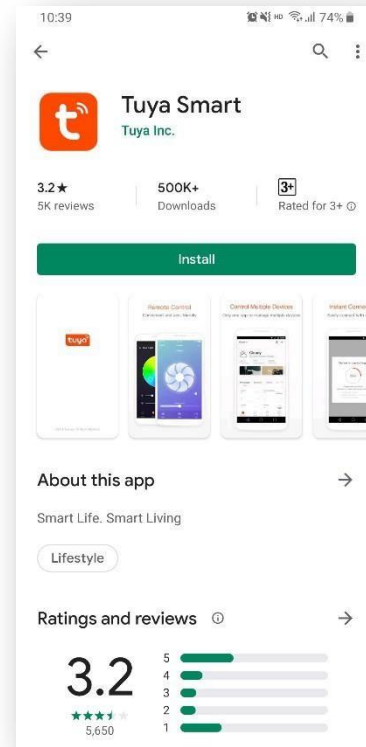 10:39
HD 74%
Tuya Smart
Tuya Inc.
3.2★ 500K+ 3+
5K reviews Downloads Rated for 3+
Install
tuya
Remote Control
Control Multiple Devices
About this app
Smart Life. Smart Living
Lifestyle
Ratings and reviews
3.2
5,650
5
4
3
2
1